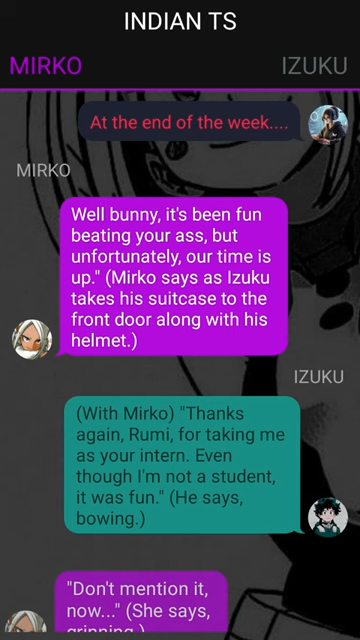 INDIAN TS
MIRKO
IZUKU
At the end of the week....
MIRKO
Well bunny, it's been fun
beating your ass, but
unfortunately, our time is
up." (Mirko says as Izuku
takes his suitcase to the
front door along with his
helmet.)
IZUKU
(With Mirko) "Thanks
again, Rumi, for taking me
as your intern. Even
though I'm not a student,
it was fun." (He says,
bowing.)
"Don't mention it,
now..." (She says,
grinning.)